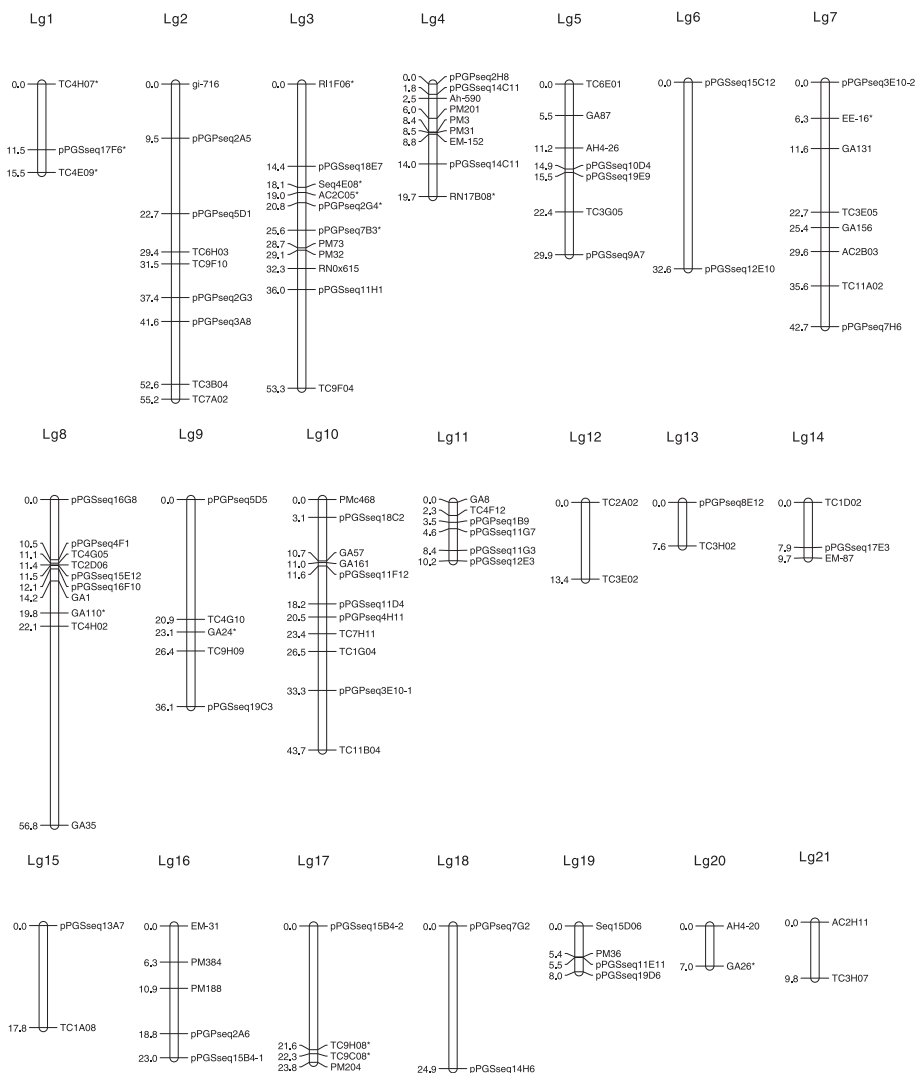 Lg1
0.0 TC4H07*
11.5 pPGSseq17F6*
15.5 TC4E09*
Lg2
0.0 gi-716
9.5 pPGPseq2A5
22.7 pPGPseq5D1
29.4 TC6H03
31.5 TC9F10
37.4 pPGPseq2G3
41.6 pPGPseq3A8
52.6 TC3B04
55.2 TC7A02
Lg3
0.0 RI1F06*
14.4 pPGSseq18E7
18.1 Seq4E08*
19.0 AC2C05*
20.8 pPGPseq2G4*
25.6 pPGPseq7B3*
28.7 PM73
29.1 PM32
32.3 RN0x615
36.0 pPGSseq11H1
53.3 TC9F04
Lg4
0.0 pPGPseq2H8
1.8 pPGSseq14C11
2.5 Ah-590
6.0 PM201
8.4 PM3
8.5 PM31
8.8 EM-152
14.0 pPGSseq14C11
19.7 RN17B08*
Lg5
0.0 TC6E01
5.5 GA87
11.2 AH4-26
14.9 pPGSseq10D4
15.5 pPGSseq19E9
22.4 TC3G05
29.9 pPGSseq9A7
Lg6
0.0 pPGSseq15C12
32.6 pPGSseq12E10
Lg7
0.0 pPGPseq3E10-2
6.3 EE-16*
11.6 GA131
22.7 TC3E05
25.4 GA156
29.6 AC2B03
35.6 TC11A02
42.7 pPGPseq7H6
Lg8
0.0 pPGSseq16G8
10.5 pPGPseq4F1
11.1 TC4G05
11.4 TC2D06
11.5 pPGSseq15E12
12.1 pPGSseq16F10
14.2 GA1
19.8 GA110*
22.1 TC4H02
56.8 GA35
Lg9
0.0 pPGPseq5D5
20.9 TC4G10
23.1 GA24*
26.4 TC9H09
36.1 pPGSseq19C3
Lg10
0.0 PMc468
3.1 pPGSseq18C2
10.7 GA57
11.0 GA161
11.6 pPGSseq11F12
18.2 pPGSseq11D4
20.5 pPGPseq4H11
23.4 TC7H11
26.5 TC1G04
33.3 pPGPseq3E10-1
43.7 TC11B04
Lg11
0.0 GA8
2.3 TC4F12
3.5 pPGPseq1B9
4.6 pPGSseq11G7
8.4 pPGSseq11G3
10.2 pPGSseq12E3
Lg12
0.0 TC2A02
13.4 TC3E02
Lg13
0.0 pPGPseq8E12
7.6 TC3H02
Lg14
0.0 TC1D02
7.9 pPGSseq17E3
9.7 EM-87
Lg15
0.0 pPGSseq13A7
17.8 TC1A08
Lg16
0.0 EM-31
6.3 PM384
10.9 PM188
18.8 pPGPseq2A6
23.0 pPGSseq15B4-1
Lg17
0.0 pPGSseq15B4-2
21.6 TC9H08*
22.3 TC9C08*
23.8 PM204
Lg18
0.0 pPGPseq7G2
24.9 pPGSseq14H6
Lg19
0.0 Seq15D06
5.4 PM36
5.5 pPGSseq11E11
8.0 pPGSseq19D6
Lg20
0.0 AH4-20
7.0 GA26*
Lg21
0.0 AC2H11
9.8 TC3H07